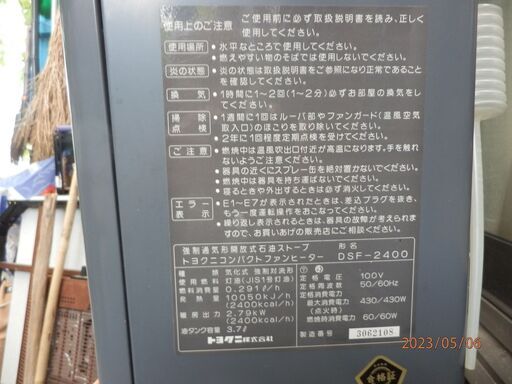 使用上のご注意
ご使用前に必ず取扱説明書を読み、正しく
使用してください。
使用場所
●水平なところで使用してください。
●燃えやすい物のそばでは使用しないでください。
炎の状態
●炎の状態は取扱説明書をご参照になり正常であること
を確認してください。
換気
●1時間に1〜2回(1〜2分)必ずお部屋の換気をし
てください。
掃除
点検
●1週間に1回はルーバ部やファンガード(温風空気
取入口)のほこりを取り除いてください。
●2年に1回程度定期点検を受けてください。
ご注意
●燃焼中は温風吹出口付近が高温になります。手を触れ
ないようご注意ください。
●器具の近くにスプレー缶を絶対置かないでください。
●燃焼中は器具を持ち運ばないでください。
●寝るときや外出するときは必ず消火してください。
エラー
表示
●E1〜E7が表示されたときは、差込プラグを抜き、
もう一度運転操作をおこなってください。
●以上の操作でなおらないときは、器具の故障が考えられます
ので、お買いあげの販売店にご相談ください。
強制通気形開放式石油ストーブ
トヨクニコンパクトファンヒーター
形名
DSF-2400
種類 気化式 強制対流形
使用燃料 灯油(JIS1号灯油)
燃料消費量 0.291ℓ/h
発熱量 10050kJ/h
(2400kcal/h)
暖房出力 2.79kW
(2400kcal/h)
油タンク容量 3.7ℓ
定格電圧 100V
定格周波数 50/60Hz
定格消費電力
最大消費電力 430/430W
(点火時)
燃焼時消費電力 60/60W
トヨクニ株式会社
製造番号 3062108
2023/05/06